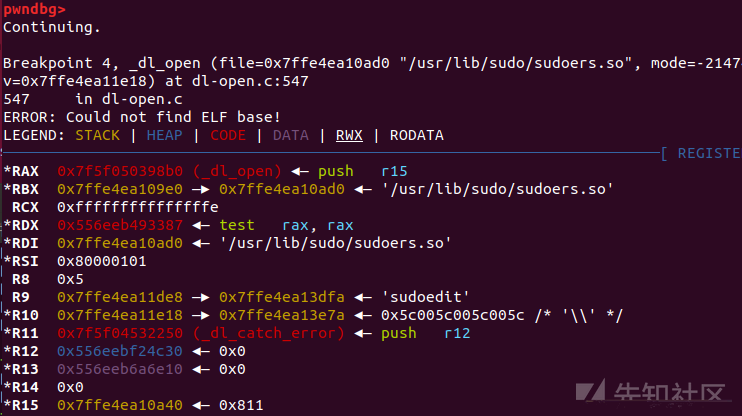 pwndbg>
Continuing.
Breakpoint 4, _dl_open (file=0x7ffe4ea10ad0 "/usr/lib/sudo/sudoers.so", mode=-2147
v=0x7ffe4ea11e18) at dl-open.c:547
547     in dl-open.c
ERROR: Could not find ELF base!
LEGEND: STACK | HEAP | CODE | DATA | RWX | RODATA
[ REGISTE
*RAX  0x7f5f050398b0 (_dl_open) ◂— push   r15
*RBX  0x7ffe4ea109e0 —▸ 0x7ffe4ea10ad0 ◂— '/usr/lib/sudo/sudoers.so'
RCX  0xfffffffffffffffe
*RDX  0x556eeb493387 ◂— test   rax, rax
*RDI  0x7ffe4ea10ad0 ◂— '/usr/lib/sudo/sudoers.so'
*RSI  0x80000101
R8   0x5
R9   0x7ffe4ea11de8 —▸ 0x7ffe4ea13dfa ◂— 'sudoedit'
*R10  0x7ffe4ea11e18 —▸ 0x7ffe4ea13e7a ◂— 0x5c005c005c005c /* '\\' */
*R11  0x7f5f04532250 (_dl_catch_error) ◂— push   r12
*R12  0x556eebf24c30 ◂— 0x0
*R13  0x556eeb6a6e10 ◂— 0x0
*R14  0x0
*R15  0x7ffe4ea10a40 ◂— 0x811
先知社区